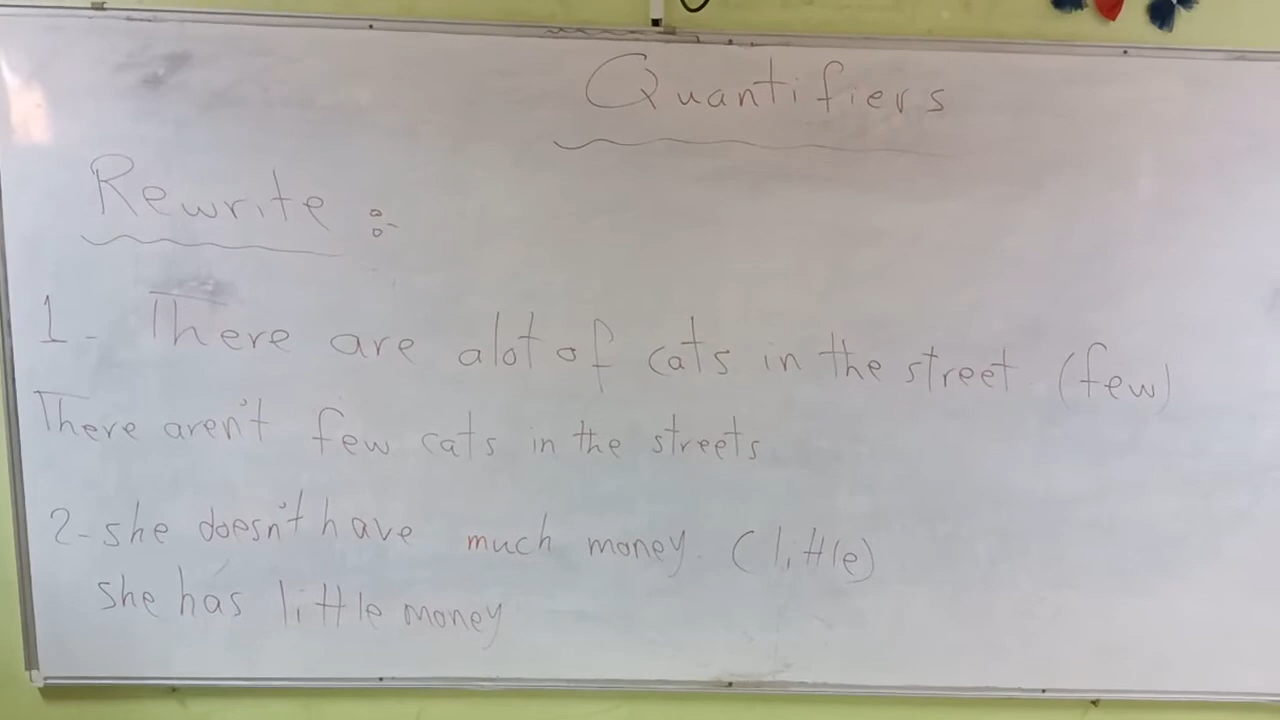 Quantifiers
Rewrite :-
1- There are alot of cats in the street. (few)
There aren't few cats in the streets
2- she doesn't have much money. (little)
she has little money